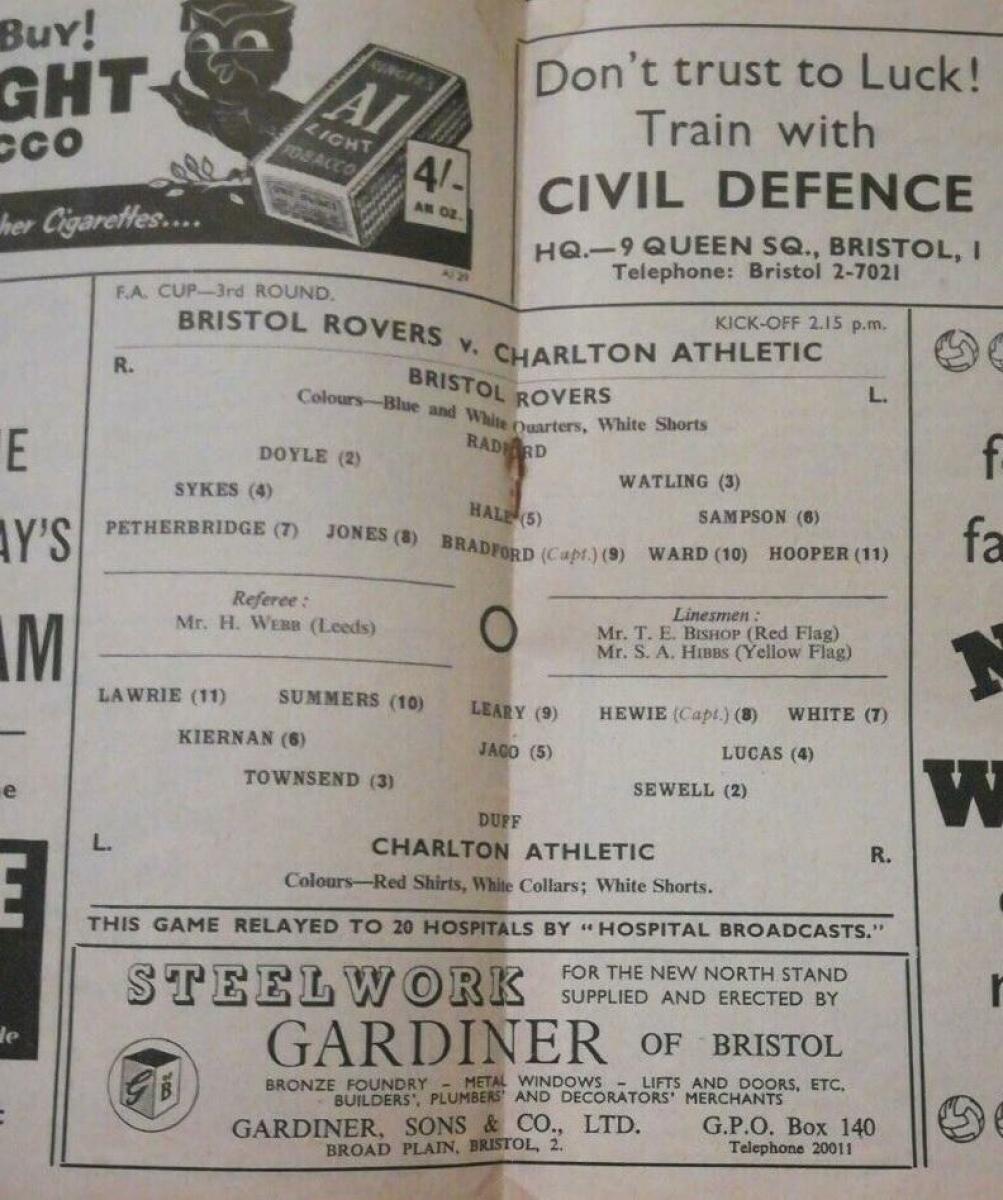 Buy!
GHT
CCO
SINGER'S
A1
LIGHT
TOBACCO
4/-
AN OZ.
her Cigarettes....
Don't trust to Luck!
Train with
CIVIL DEFENCE
HQ.—9 QUEEN SQ., BRISTOL, 1
Telephone: Bristol 2-7021
F.A. CUP—3rd ROUND.
KICK-OFF 2.15 p.m.
BRISTOL ROVERS v. CHARLTON ATHLETIC
R.
BRISTOL ROVERS
L.
Colours—Blue and White Quarters, White Shorts
RADFORD
DOYLE (2)
WATLING (3)
SYKES (4)
HALE (5)
SAMPSON (6)
PETHERBRIDGE (7) JONES (8) BRADFORD (Capt.) (9) WARD (10) HOOPER (11)
Referee :
Mr. H. WEBB (Leeds)
O
Linesmen :
Mr. T. E. BISHOP (Red Flag)
Mr. S. A. HIBBS (Yellow Flag)
LAWRIE (11) SUMMERS (10) LEARY (9) HEWIE (Capt.) (8) WHITE (7)
KIERNAN (6) JAGO (5) LUCAS (4)
TOWNSEND (3) SEWELL (2)
DUFF
L.
CHARLTON ATHLETIC
R.
Colours—Red Shirts, White Collars; White Shorts.
THIS GAME RELAYED TO 20 HOSPITALS BY "HOSPITAL BROADCASTS."
STEELWORK
FOR THE NEW NORTH STAND
SUPPLIED AND ERECTED BY
GARDINER OF BRISTOL
BRONZE FOUNDRY – METAL WINDOWS – LIFTS AND DOORS, ETC.
BUILDERS', PLUMBERS' AND DECORATORS' MERCHANTS
GARDINER, SONS & CO., LTD.
G.P.O. Box 140
BROAD PLAIN, BRISTOL, 2.
Telephone 20011
E
AY'S
AM
e
E
le
f
fa
N
W